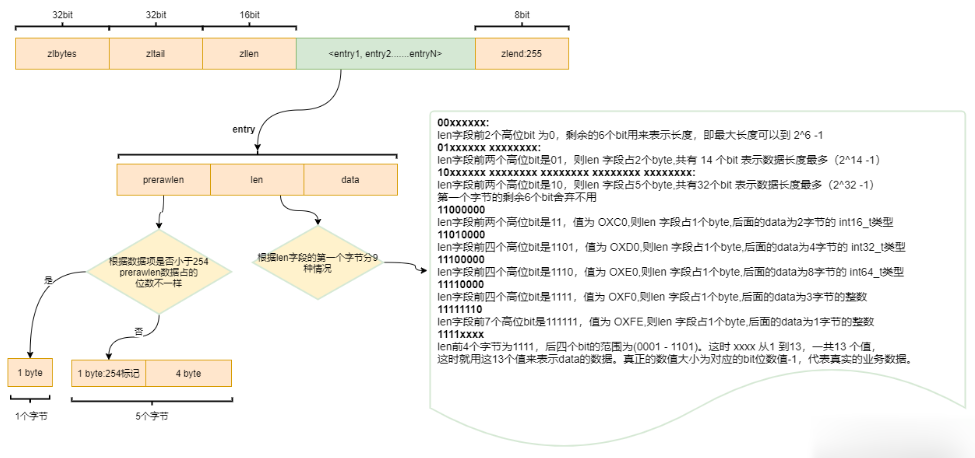 32bit
32bit
16bit
8bit
zlbytes
zltail
zllen
<entry1, entry2.......entryN>
zlend:255
entry
prerawlen
len
data
根据数据项是否小于254
prerawlen数据占的
位数不一样
根据len字段的第一个字节分9
种情况
是
否
1 byte
1 byte:254标记
4 byte
1个字节
5个字节
00xxxxxx:
len字段前2个高位bit 为0，剩余的6个bit用来表示长度，即最大长度可以到 2^6 -1
01xxxxxx xxxxxxxx:
len字段前两个高位bit是01，则len 字段占2个byte,共有 14 个bit 表示数据长度最多（2^14 -1）
10xxxxxx xxxxxxxx xxxxxxxx xxxxxxxx xxxxxxxx:
len字段前两个高位bit是10，则len 字段占5个byte,共有32个bit 表示数据长度最多（2^32 -1）
第一个字节的剩余6个bit舍弃不用
11000000
len字段前两个高位bit是11，值为 OXC0,则len 字段占1个byte,后面的data为2字节的 int16_t类型
11010000
len字段前四个高位bit是1101，值为 OXD0,则len 字段占1个byte,后面的data为4字节的 int32_t类型
11100000
len字段前四个高位bit是1110，值为 OXE0,则len 字段占1个byte,后面的data为8字节的 int64_t类型
11110000
len字段前四个高位bit是1111，值为 OXF0,则len 字段占1个byte,后面的data为3字节的整数
11111110
len字段前7个高位bit是111111，值为 OXFE,则len 字段占1个byte,后面的data为1字节的整数
1111xxxx
len前4个字节为1111，后四个bit的范围为(0001 - 1101)。这时 xxxx 从1 到13，一共13 个值，
这时就用这13个值来表示data的数据。真正的数值大小为对应的bit位数值-1，代表真实的业务数据。